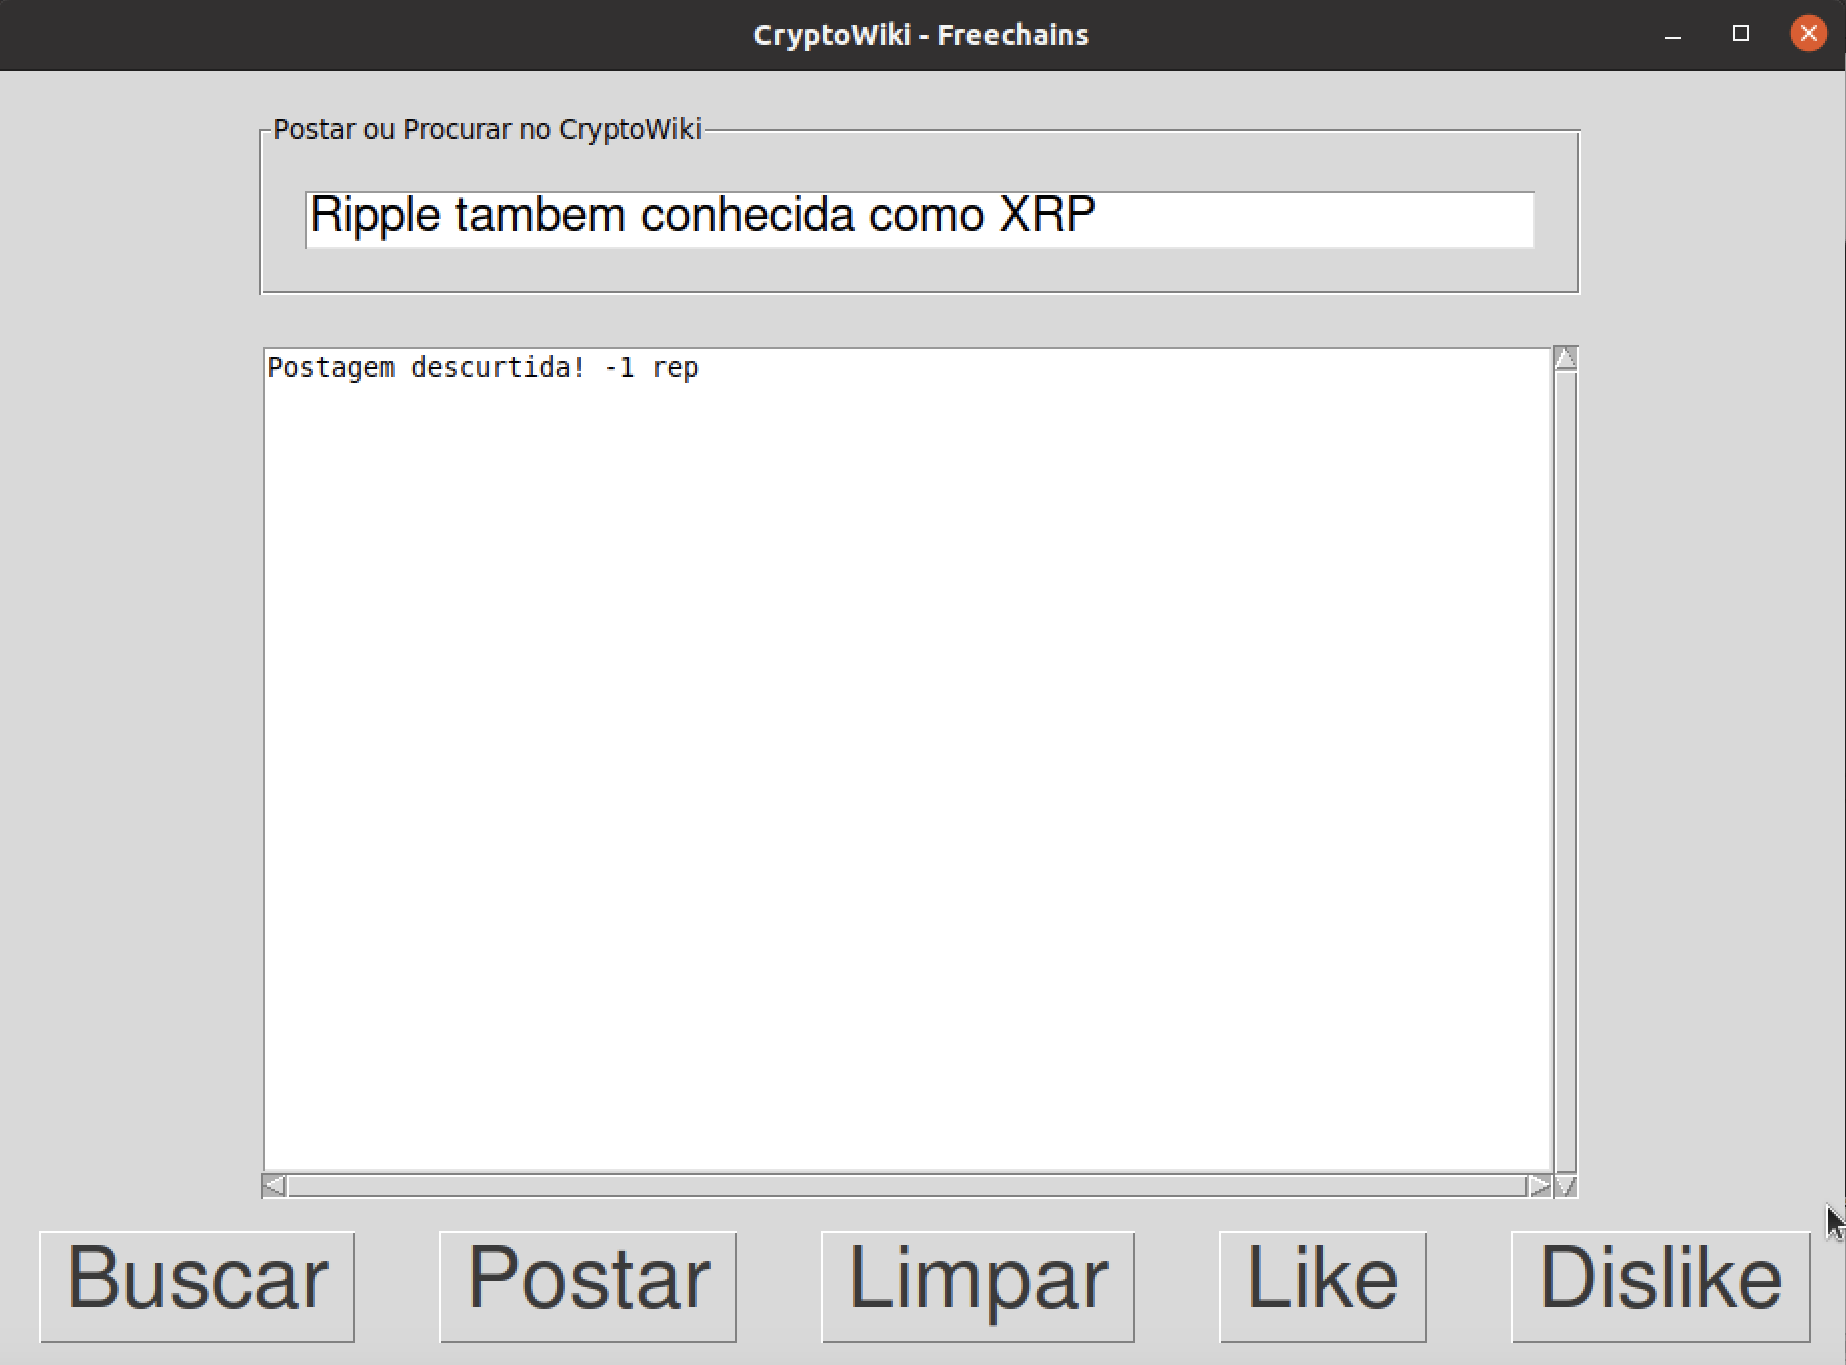 CryptoWiki - Freechains
Postar ou Procurar no CryptoWiki
Ripple tambem conhecida como XRP
Postagem descurtida! -1 rep
Buscar Postar Limpar Like Dislike